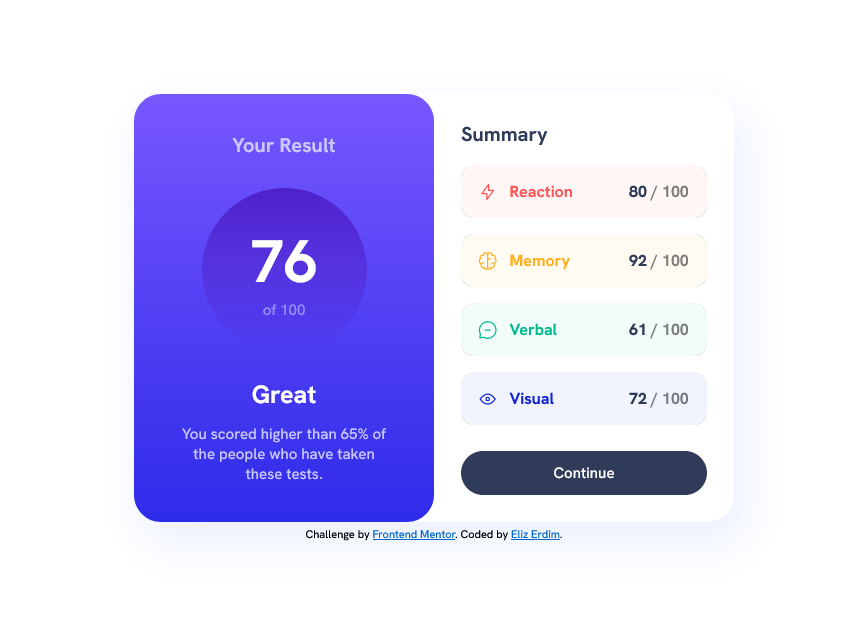 Your Result
76
of 100
Great
You scored higher than 65% of
the people who have taken
these tests.
Summary
Reaction 80 / 100
Memory 92 / 100
Verbal 61 / 100
Visual 72 / 100
Continue
Challenge by Frontend Mentor. Coded by Eliz Erdim.